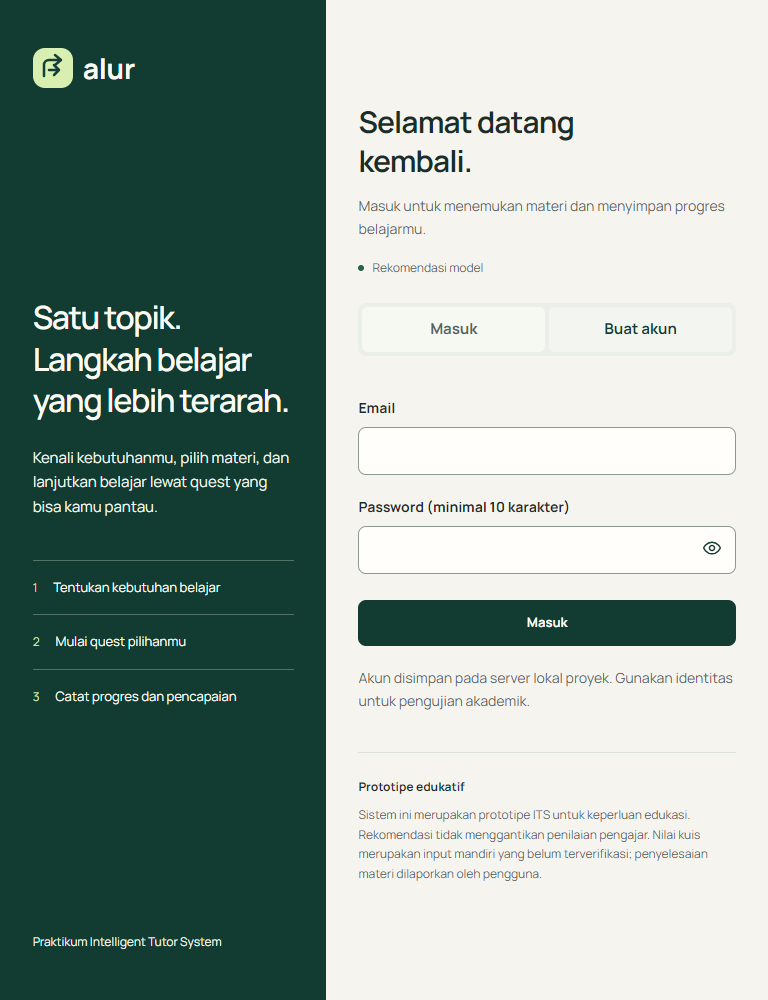 alur
Satu topik.
Langkah belajar
yang lebih terarah.
Kenali kebutuhanmu, pilih materi, dan
lanjutkan belajar lewat quest yang
bisa kamu pantau.
1 Tentukan kebutuhan belajar
2 Mulai quest pilihanmu
3 Catat progres dan pencapaian
Praktikum Intelligent Tutor System
Selamat datang
kembali.
Masuk untuk menemukan materi dan menyimpan progres
belajarmu.
Rekomendasi model
Masuk Buat akun
Email
Password (minimal 10 karakter)
Masuk
Akun disimpan pada server lokal proyek. Gunakan identitas
untuk pengujian akademik.
Prototipe edukatif
Sistem ini merupakan prototipe ITS untuk keperluan edukasi.
Rekomendasi tidak menggantikan penilaian pengajar. Nilai kuis
merupakan input mandiri yang belum terverifikasi; penyelesaian
materi dilaporkan oleh pengguna.